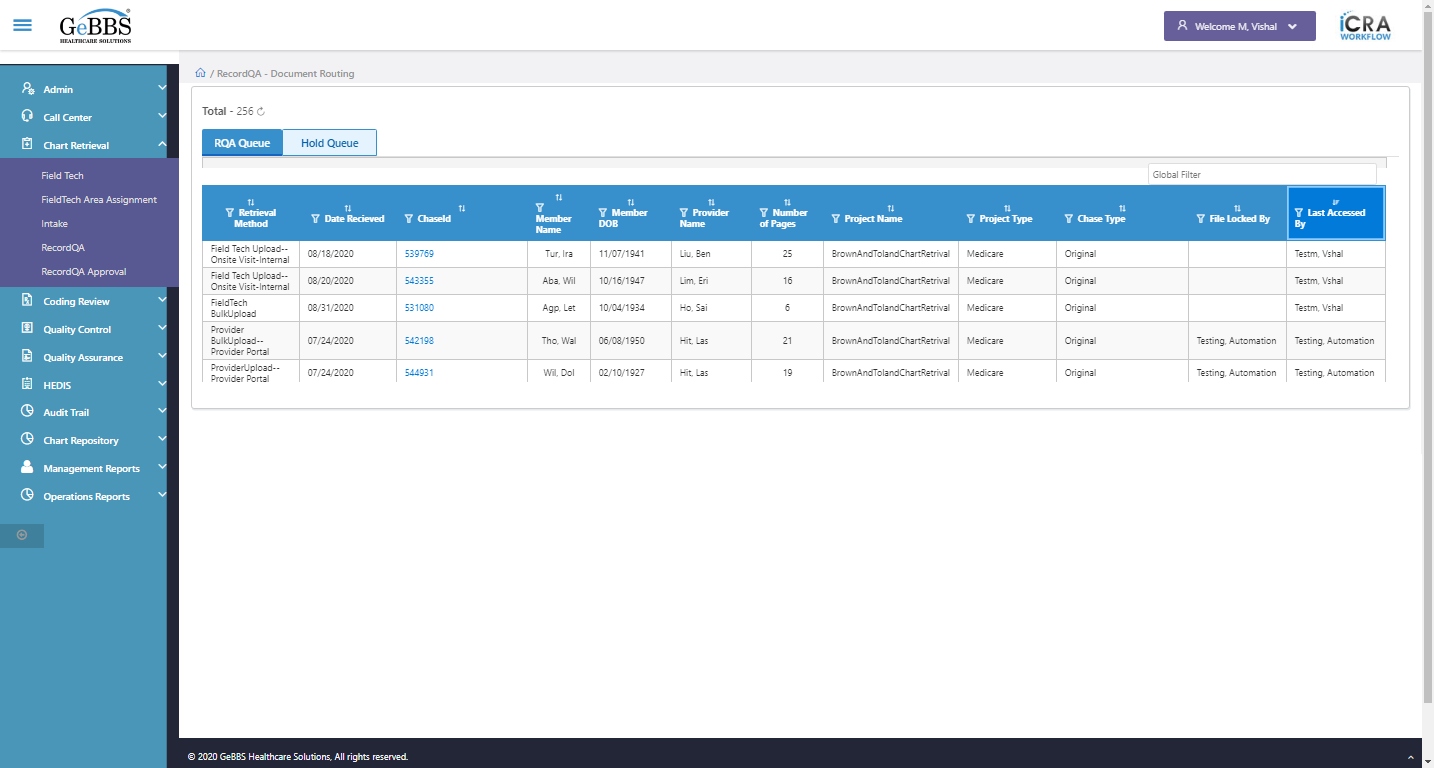 GeBBS
HEALTHCARE SOLUTIONS
Welcome M, Vishal
iCRA
WORKFLOW
Admin
Call Center
Chart Retrieval
Field Tech
FieldTech Area Assignment
Intake
RecordQA
RecordQA Approval
Coding Review
Quality Control
Quality Assurance
HEDIS
Audit Trail
Chart Repository
Management Reports
Operations Reports
/ RecordQA - Document Routing
Total - 256
RQA Queue Hold Queue
Global Filter
Retrieval Method Date Recieved ChaseId Member Name Member DOB Provider Name Number of Pages Project Name Project Type Chase Type File Locked By Last Accessed By
Field Tech Upload--
Onsite Visit-Internal 08/18/2020 539769 Tur, Ira 11/07/1941 Liu, Ben 25 BrownAndTolandChartRetrival Medicare Original Testm, Vshal
Field Tech Upload--
Onsite Visit-Internal 08/20/2020 543355 Aba, Wil 10/16/1947 Lim, Eri 16 BrownAndTolandChartRetrival Medicare Original Testm, Vshal
FieldTech
BulkUpload 08/31/2020 531080 Agp, Let 10/04/1934 Ho, Sai 6 BrownAndTolandChartRetrival Medicare Original Testm, Vshal
Provider
BulkUpload--
Provider Portal 07/24/2020 542198 Tho, Wal 06/08/1950 Hit, Las 21 BrownAndTolandChartRetrival Medicare Original Testing, Automation Testing, Automation
ProviderUpload--
Provider Portal 07/24/2020 544931 Wil, Dol 02/10/1927 Hit, Las 19 BrownAndTolandChartRetrival Medicare Original Testing, Automation Testing, Automation
© 2020 GeBBS Healthcare Solutions, All rights reserved.